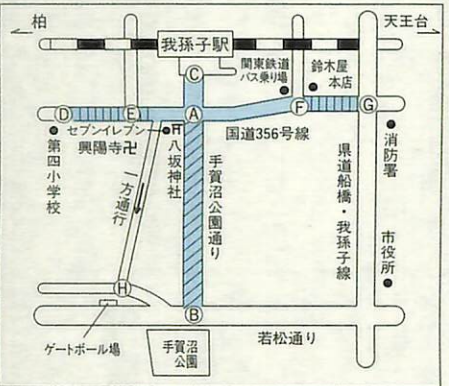 柏
天王台
我孫子駅
C
関東鉄道
バス乗り場
鈴木屋
本店
D
E
A
F
G
セブンイレブン
国道356号線
興陽寺卍
八坂神社
第四小学校
一方通行
手賀沼公園通り
県道船橋・我孫子線
消防署
市役所
H
B
ゲートボール場
手賀沼
公園
若松通り